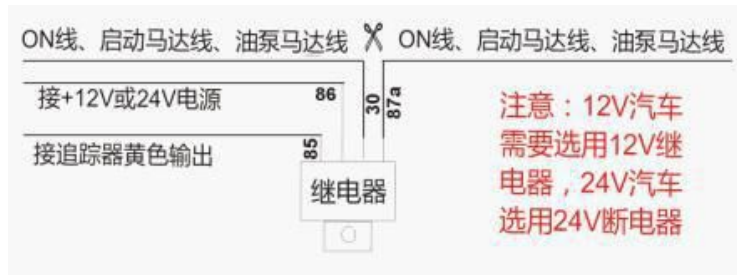 ON线、启动马达线、油泵马达线 ON线、启动马达线、油泵马达线
接+12V或24V电源 86 30 87a
接追踪器黄色输出 85
继电器
注意：12V汽车
需要选用12V继
电器，24V汽车
选用24V断电器